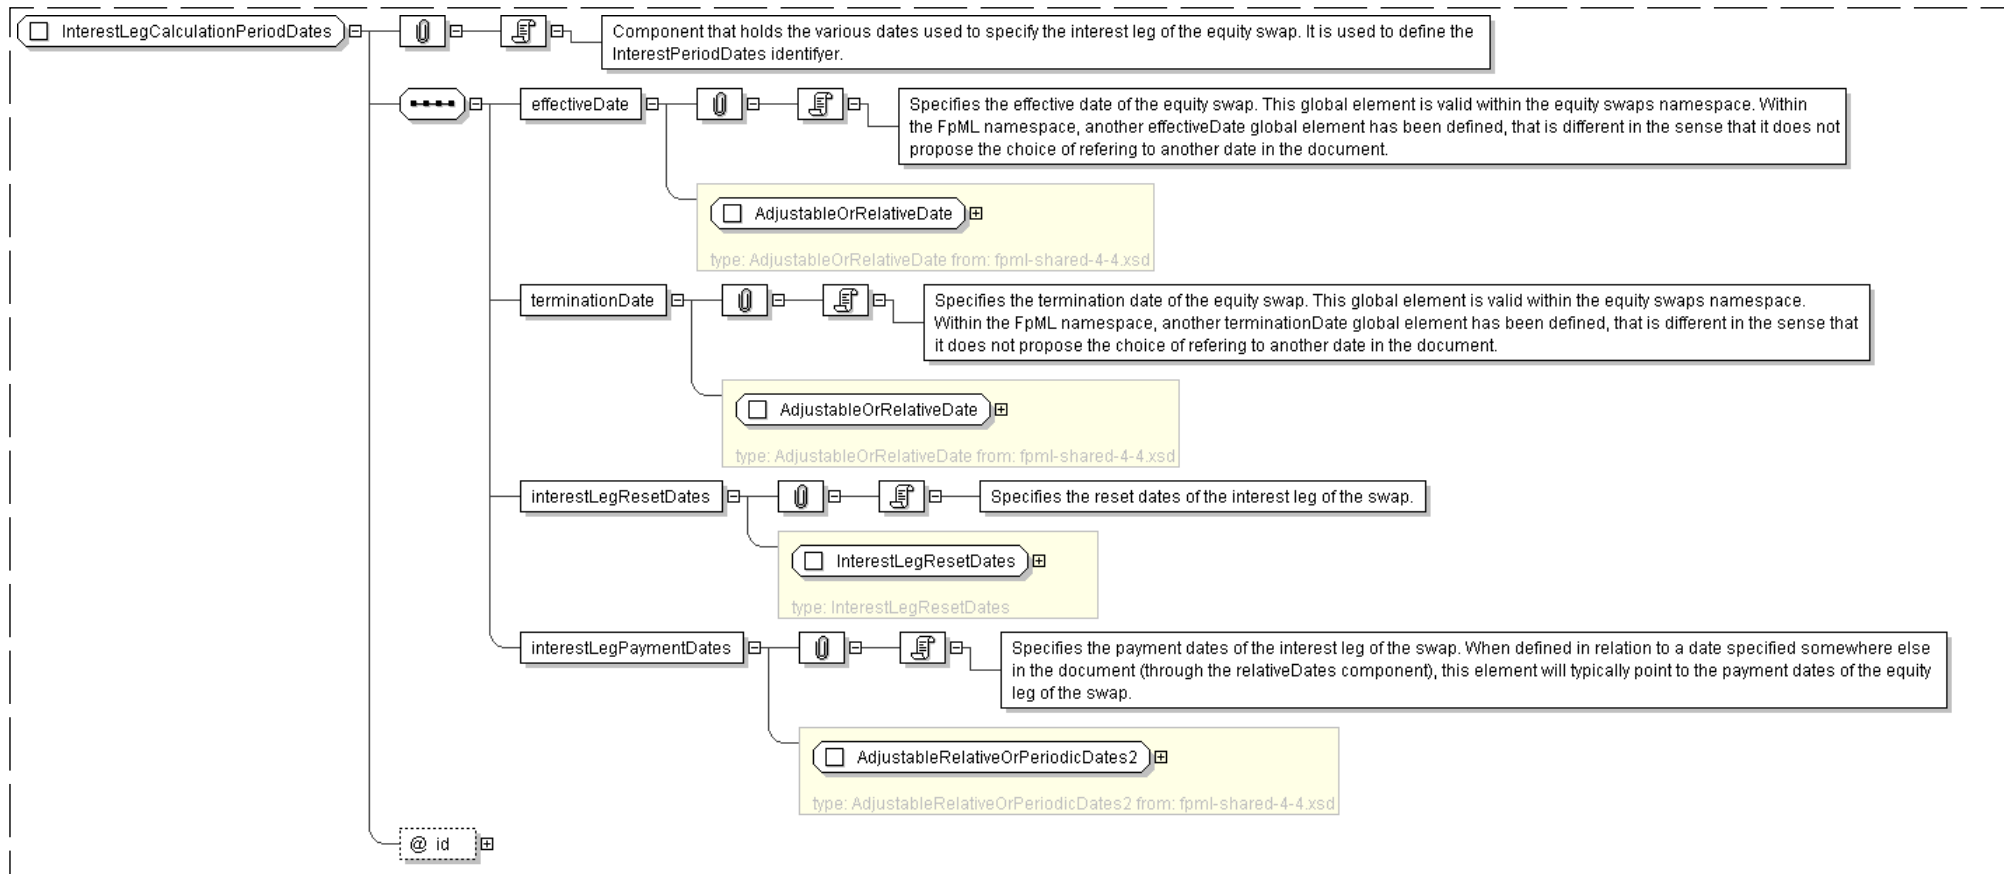 InterestLegCalculationPeriodDates
Component that holds the various dates used to specify the interest leg of the equity swap. It is used to define the
InterestPeriodDates identifyer.
effectiveDate
Specifies the effective date of the equity swap. This global element is valid within the equity swaps namespace. Within
the FpML namespace, another effectiveDate global element has been defined, that is different in the sense that it does not
propose the choice of refering to another date in the document.
AdjustableOrRelativeDate
type: AdjustableOrRelativeDate from: fpml-shared-4-4.xsd
terminationDate
Specifies the termination date of the equity swap. This global element is valid within the equity swaps namespace.
Within the FpML namespace, another terminationDate global element has been defined, that is different in the sense that
it does not propose the choice of refering to another date in the document.
AdjustableOrRelativeDate
type: AdjustableOrRelativeDate from: fpml-shared-4-4.xsd
interestLegResetDates
Specifies the reset dates of the interest leg of the swap.
InterestLegResetDates
type: InterestLegResetDates
interestLegPaymentDates
Specifies the payment dates of the interest leg of the swap. When defined in relation to a date specified somewhere else
in the document (through the relativeDates component), this element will typically point to the payment dates of the equity
leg of the swap.
AdjustableRelativeOrPeriodicDates2
type: AdjustableRelativeOrPeriodicDates2 from: fpml-shared-4-4.xsd
@ id